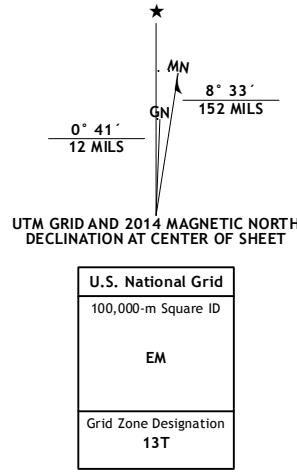 MN
GN
8° 33´
152 MILS
0° 41´
12 MILS
UTM GRID AND 2014 MAGNETIC NORTH
DECLINATION AT CENTER OF SHEET
U.S. National Grid
100,000-m Square ID
EM
Grid Zone Designation
13T